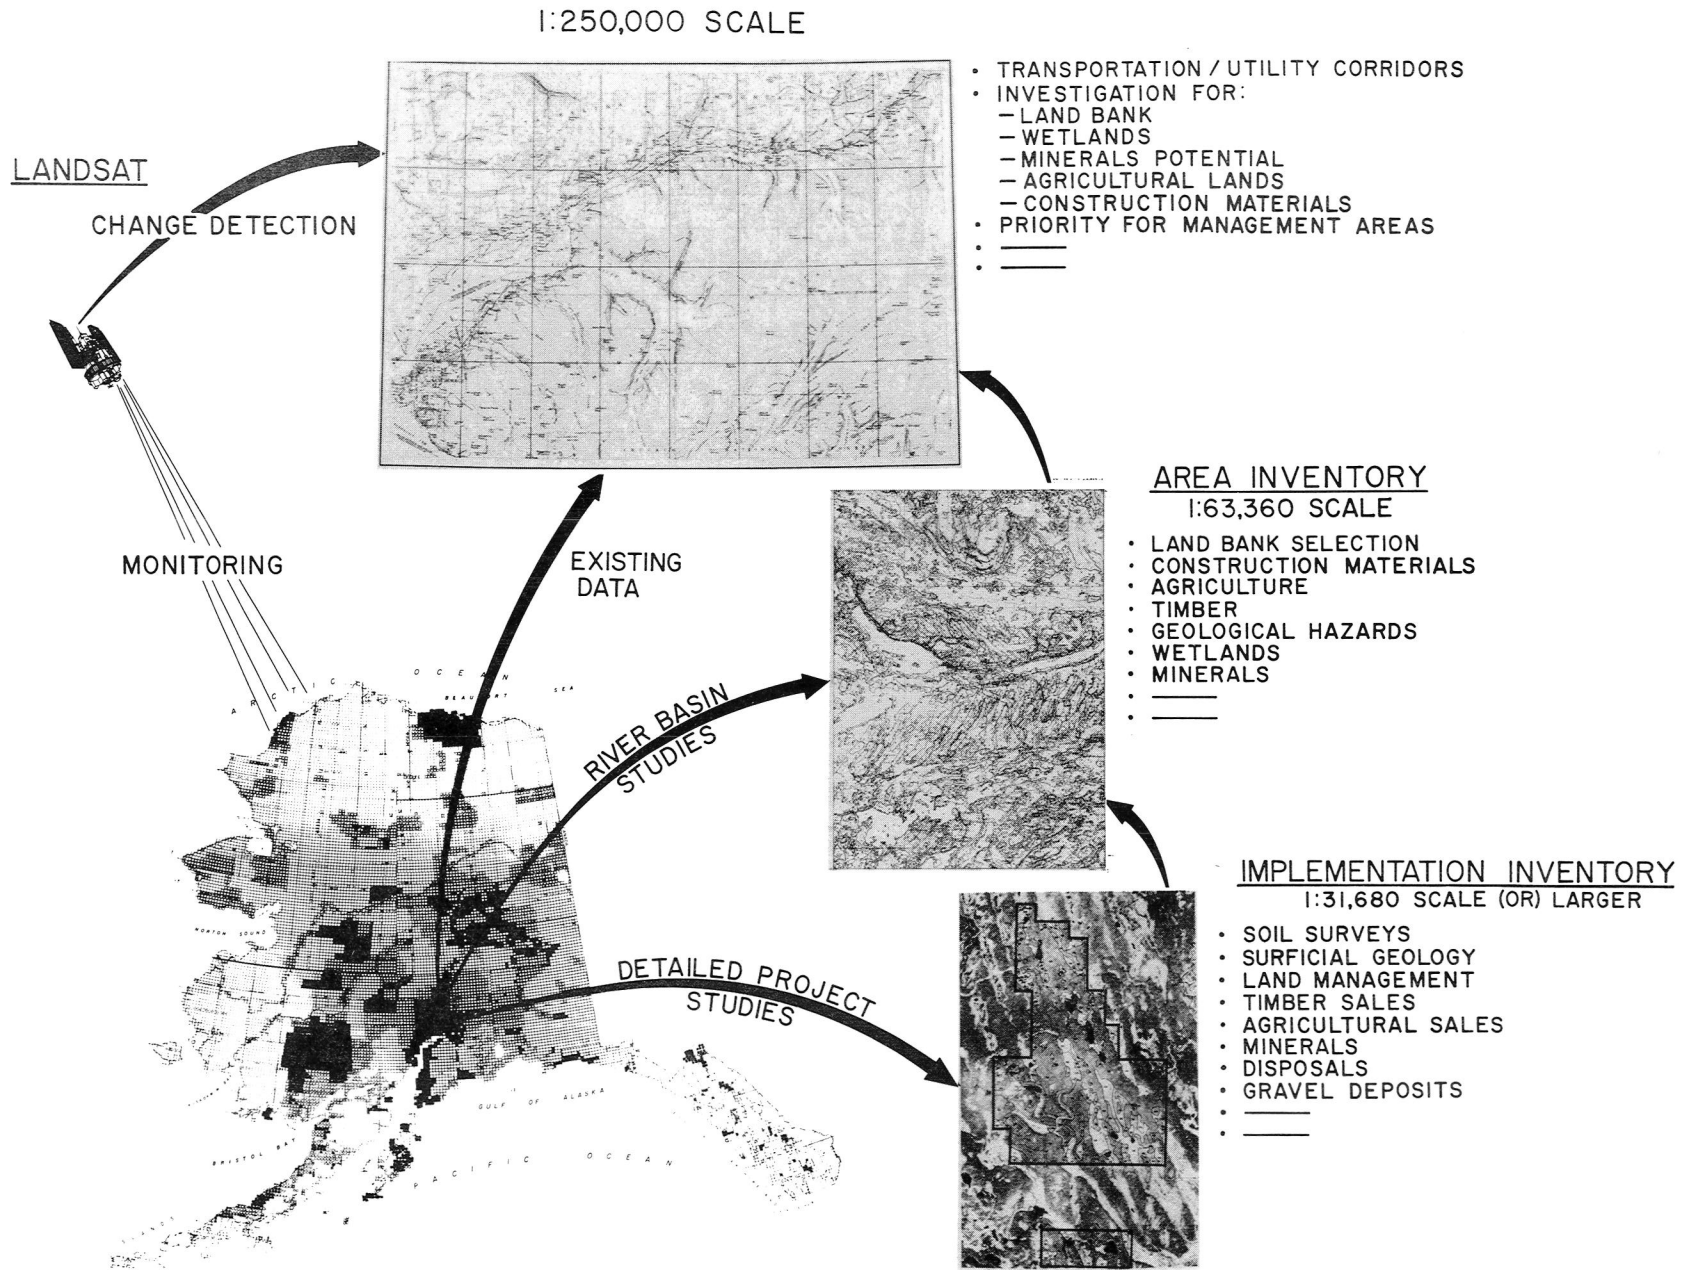 1:250,000 SCALE
• TRANSPORTATION / UTILITY CORRIDORS
• INVESTIGATION FOR:
– LAND BANK
– WETLANDS
– MINERALS POTENTIAL
– AGRICULTURAL LANDS
– CONSTRUCTION MATERIALS
• PRIORITY FOR MANAGEMENT AREAS
LANDSAT
CHANGE DETECTION
MONITORING
EXISTING
DATA
AREA INVENTORY
1:63,360 SCALE
• LAND BANK SELECTION
• CONSTRUCTION MATERIALS
• AGRICULTURE
• TIMBER
• GEOLOGICAL HAZARDS
• WETLANDS
• MINERALS
RIVER BASIN
STUDIES
ARCTIC OCEAN
BEAUFORT SEA
NORTON SOUND
BRISTOL BAY
GULF OF ALASKA
PACIFIC OCEAN
DETAILED PROJECT
STUDIES
IMPLEMENTATION INVENTORY
1:31,680 SCALE (OR) LARGER
• SOIL SURVEYS
• SURFICIAL GEOLOGY
• LAND MANAGEMENT
• TIMBER SALES
• AGRICULTURAL SALES
• MINERALS
• DISPOSALS
• GRAVEL DEPOSITS